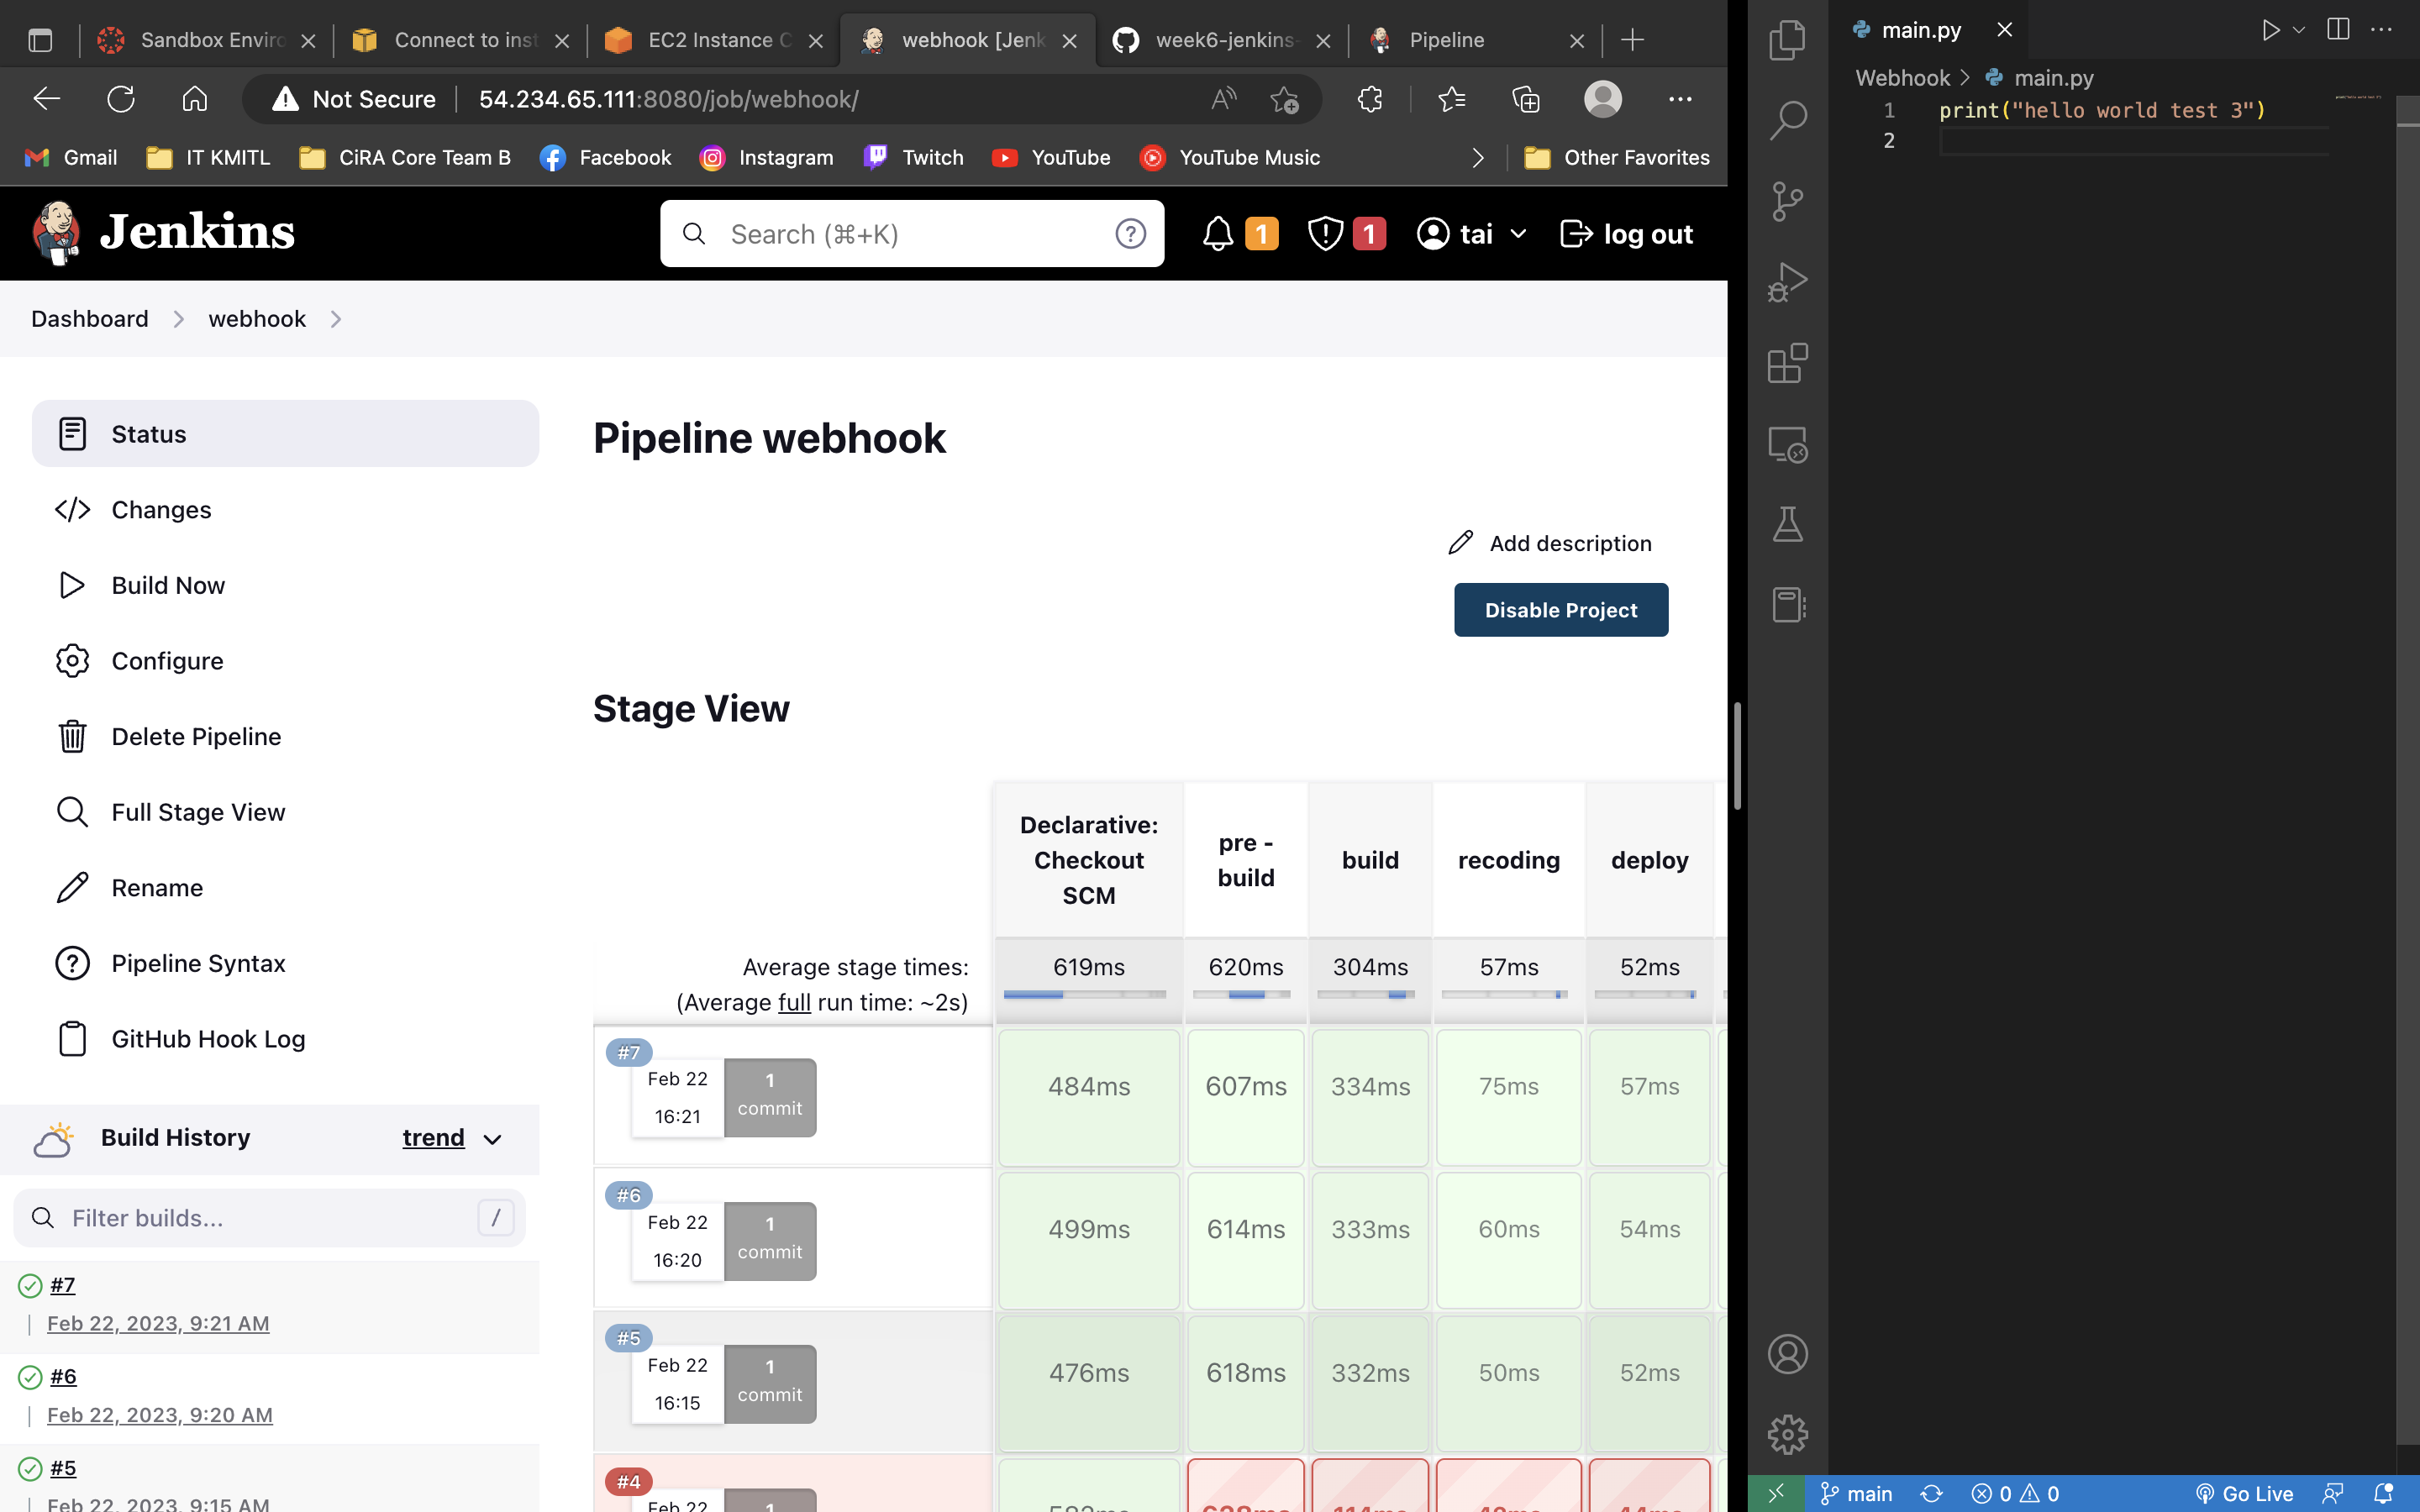 Sandbox Enviro
Connect to inst
EC2 Instance C
webhook [Jenk
week6-jenkins-
Pipeline
Not Secure
54.234.65.111:8080/job/webhook/
Gmail
IT KMITL
CiRA Core Team B
Facebook
Instagram
Twitch
YouTube
YouTube Music
Other Favorites
Jenkins
Search (⌘+K)
1
1
tai
log out
Dashboard
webhook
Status
Changes
Build Now
Configure
Delete Pipeline
Full Stage View
Rename
Pipeline Syntax
GitHub Hook Log
Build History
trend
Filter builds...
/
#7
Feb 22, 2023, 9:21 AM
#6
Feb 22, 2023, 9:20 AM
#5
Feb 22, 2023, 9:15 AM
Pipeline webhook
Add description
Disable Project
Stage View
Declarative:
Checkout
SCM
pre -
build
build
recoding
deploy
Average stage times:
(Average full run time: ~2s)
619ms
620ms
304ms
57ms
52ms
#7
Feb 22
16:21
1
commit
484ms
607ms
334ms
75ms
57ms
#6
Feb 22
16:20
1
commit
499ms
614ms
333ms
60ms
54ms
#5
Feb 22
16:15
1
commit
476ms
618ms
332ms
50ms
52ms
#4
Feb 22
1
main.py
Webhook > main.py
1 print("hello world test 3")
2
main
0
0
Go Live